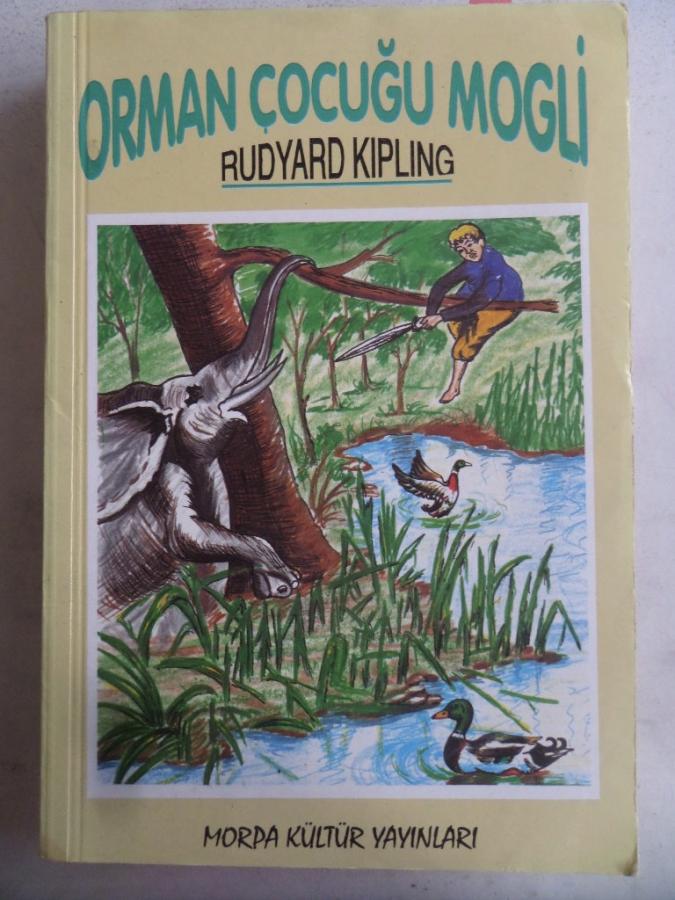 ORMAN ÇOCUĞU MOGLİ
RUDYARD KIPLING
MORPA KÜLTÜR YAYINLARI